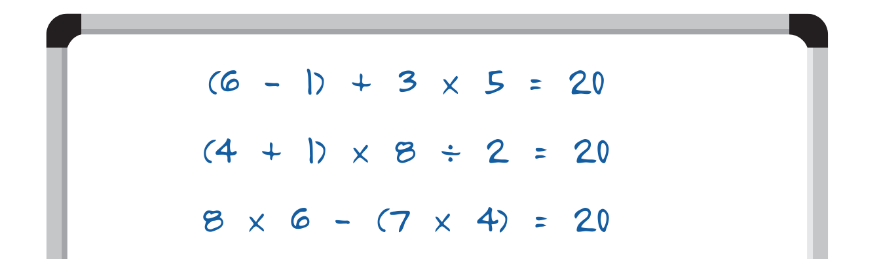 (6 - 1) + 3 × 5 = 20
(4 + 1) × 8 ÷ 2 = 20
8 × 6 - (7 × 4) = 20